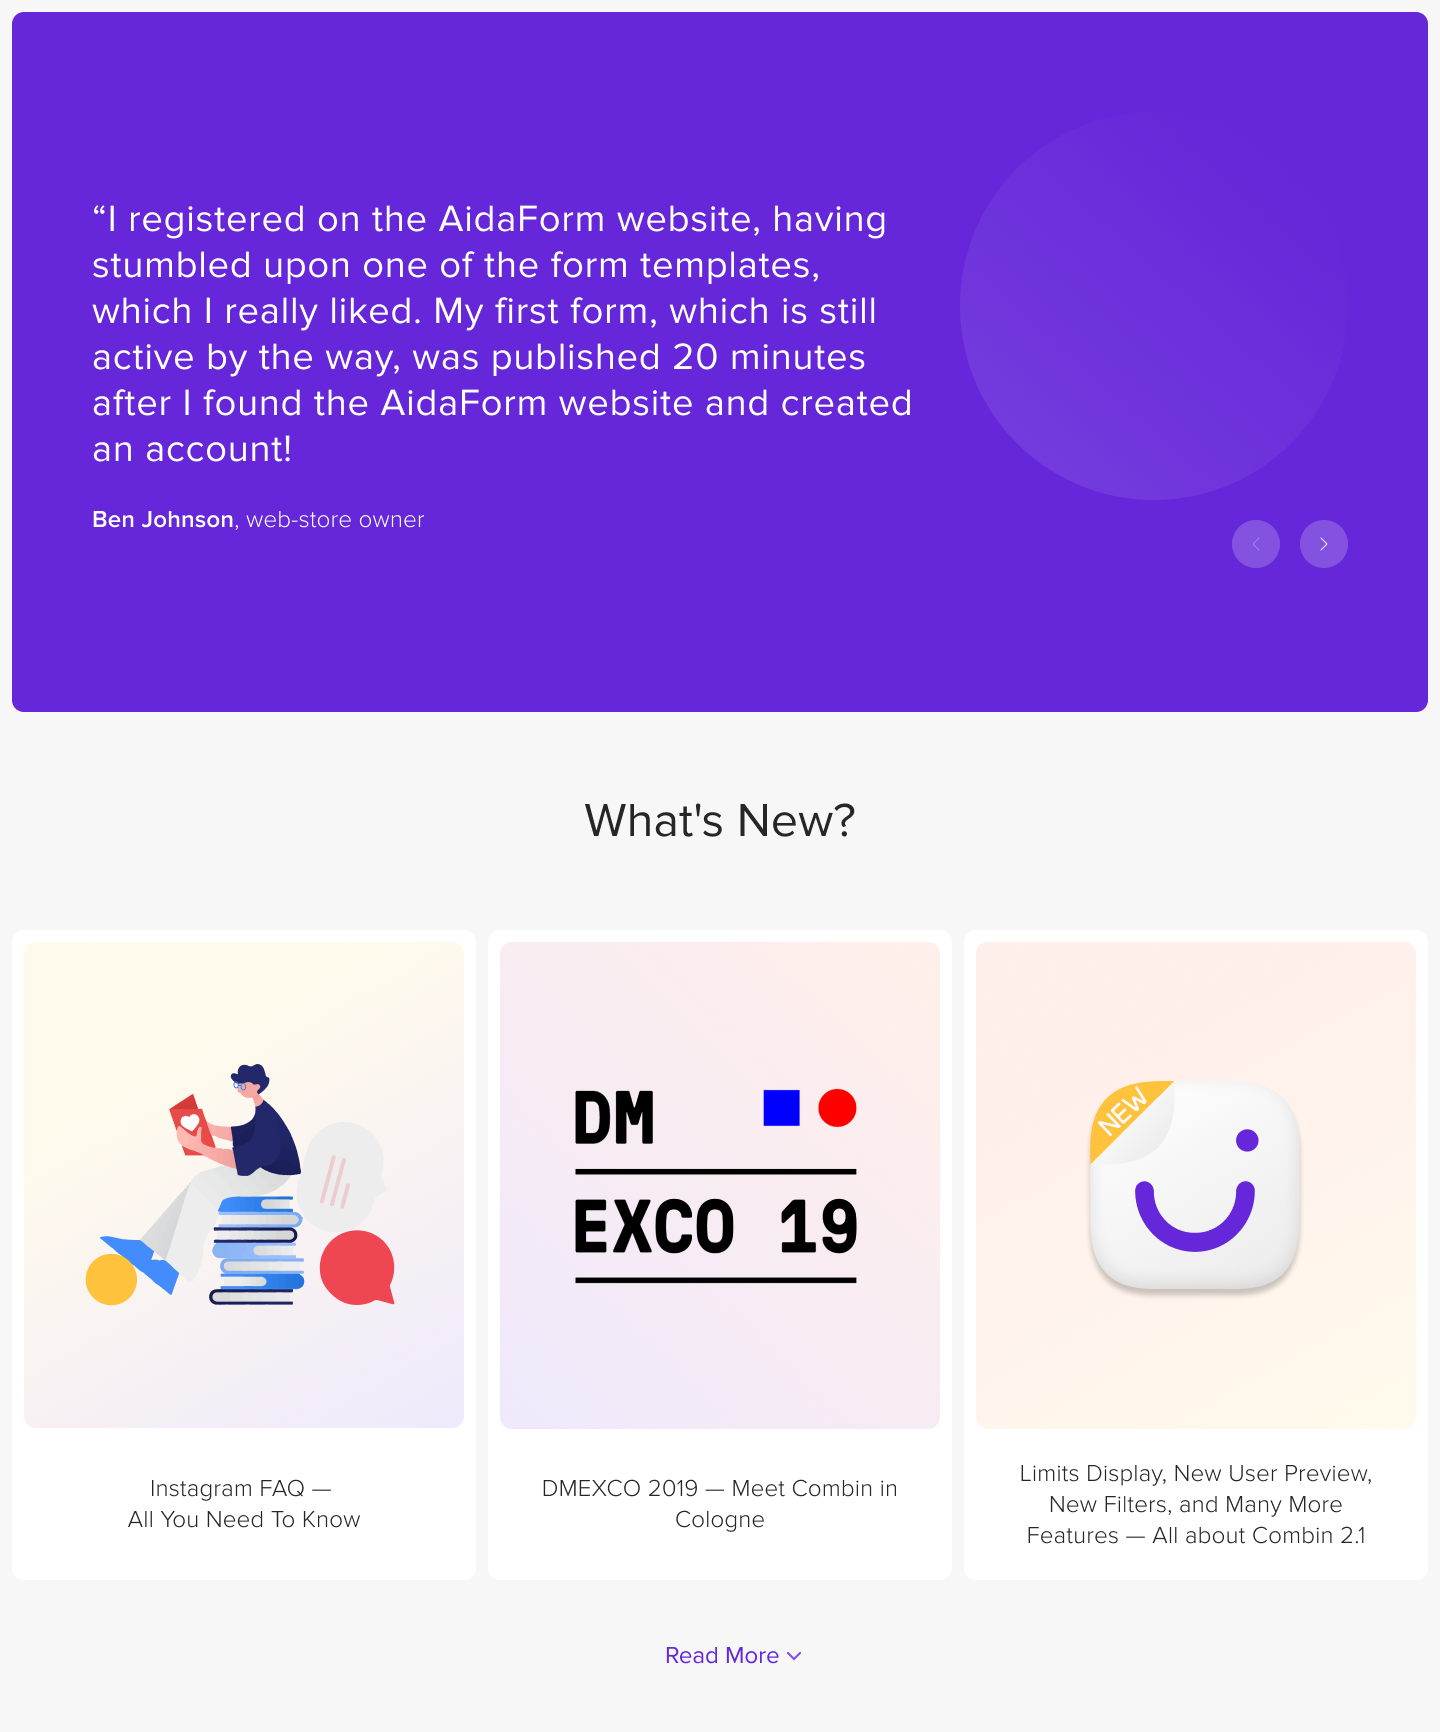 “I registered on the AidaForm website, having
stumbled upon one of the form templates,
which I really liked. My first form, which is still
active by the way, was published 20 minutes
after I found the AidaForm website and created
an account!
Ben Johnson, web-store owner
What's New?
DM
EXCO 19
NEW
Instagram FAQ —
All You Need To Know
DMEXCO 2019 — Meet Combin in
Cologne
Limits Display, New User Preview,
New Filters, and Many More
Features — All about Combin 2.1
Read More